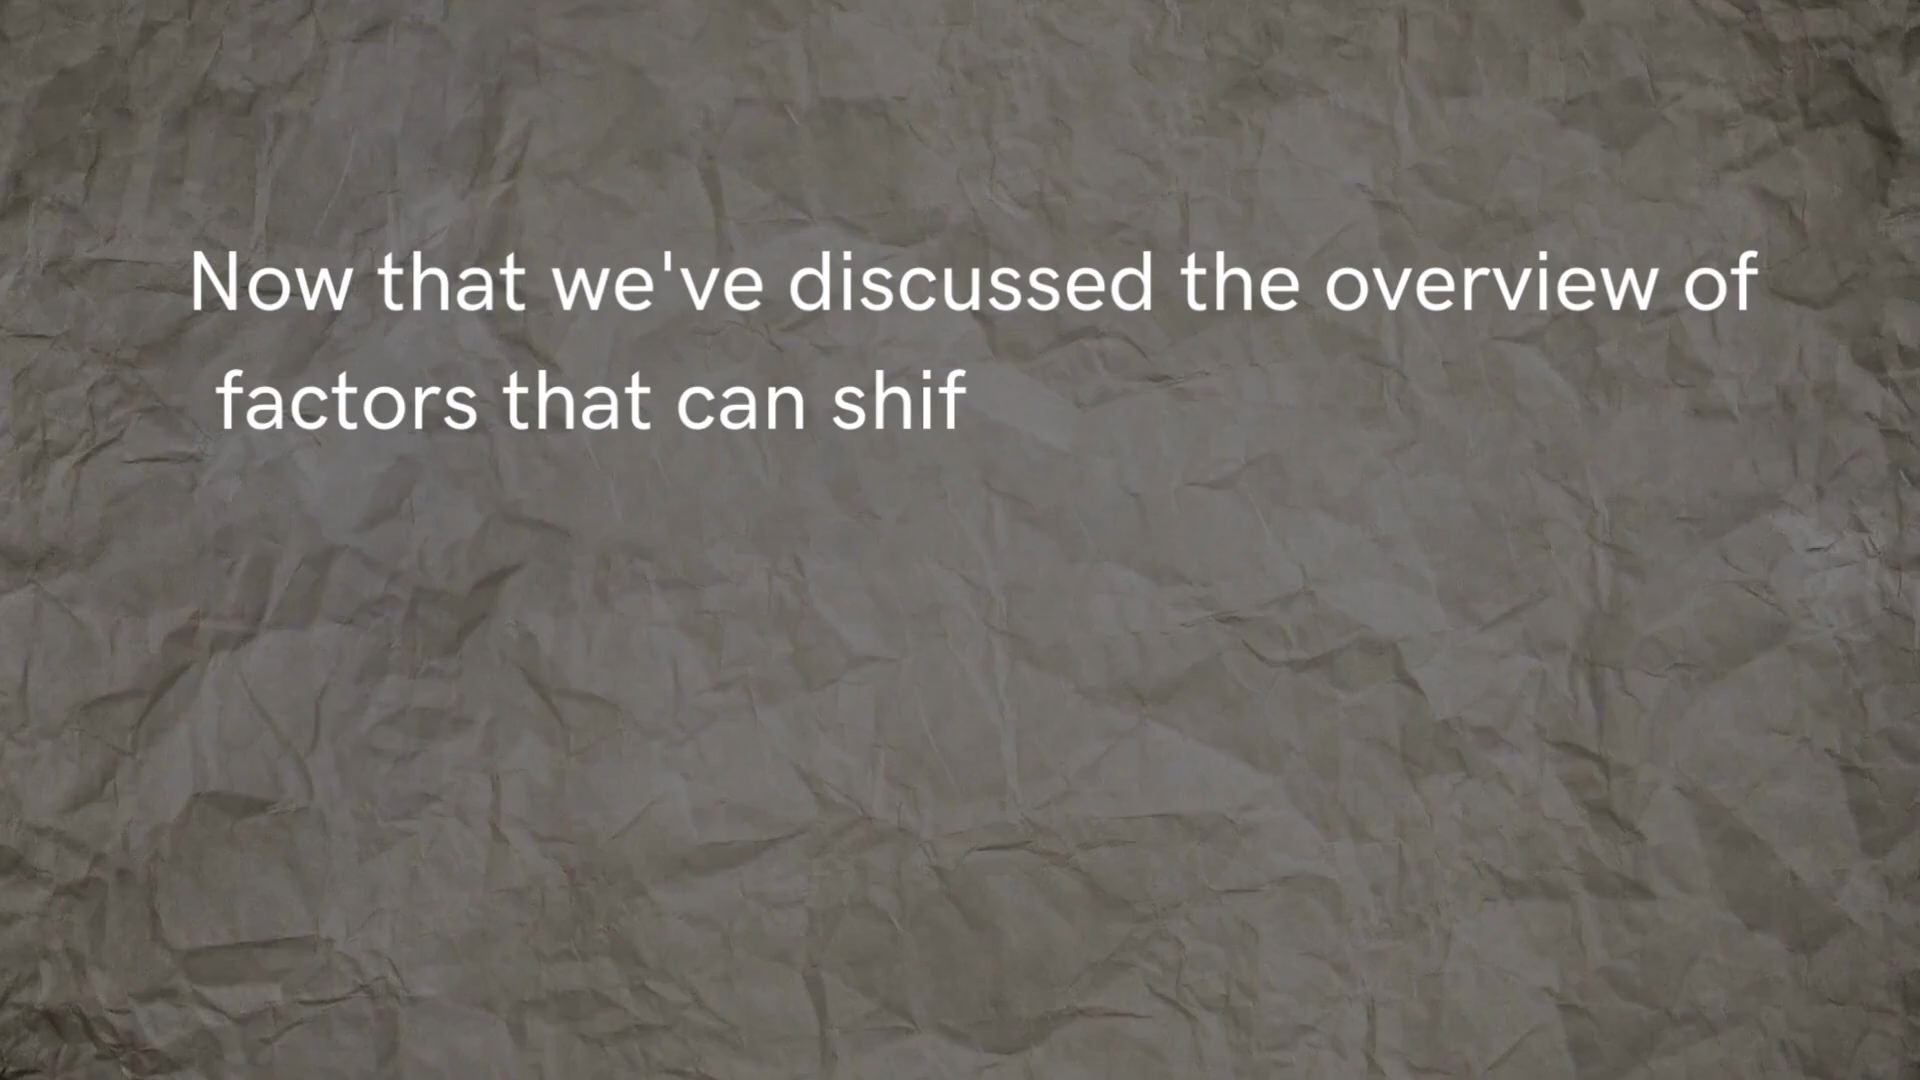 Now that we've discussed the overview of
factors that can shif